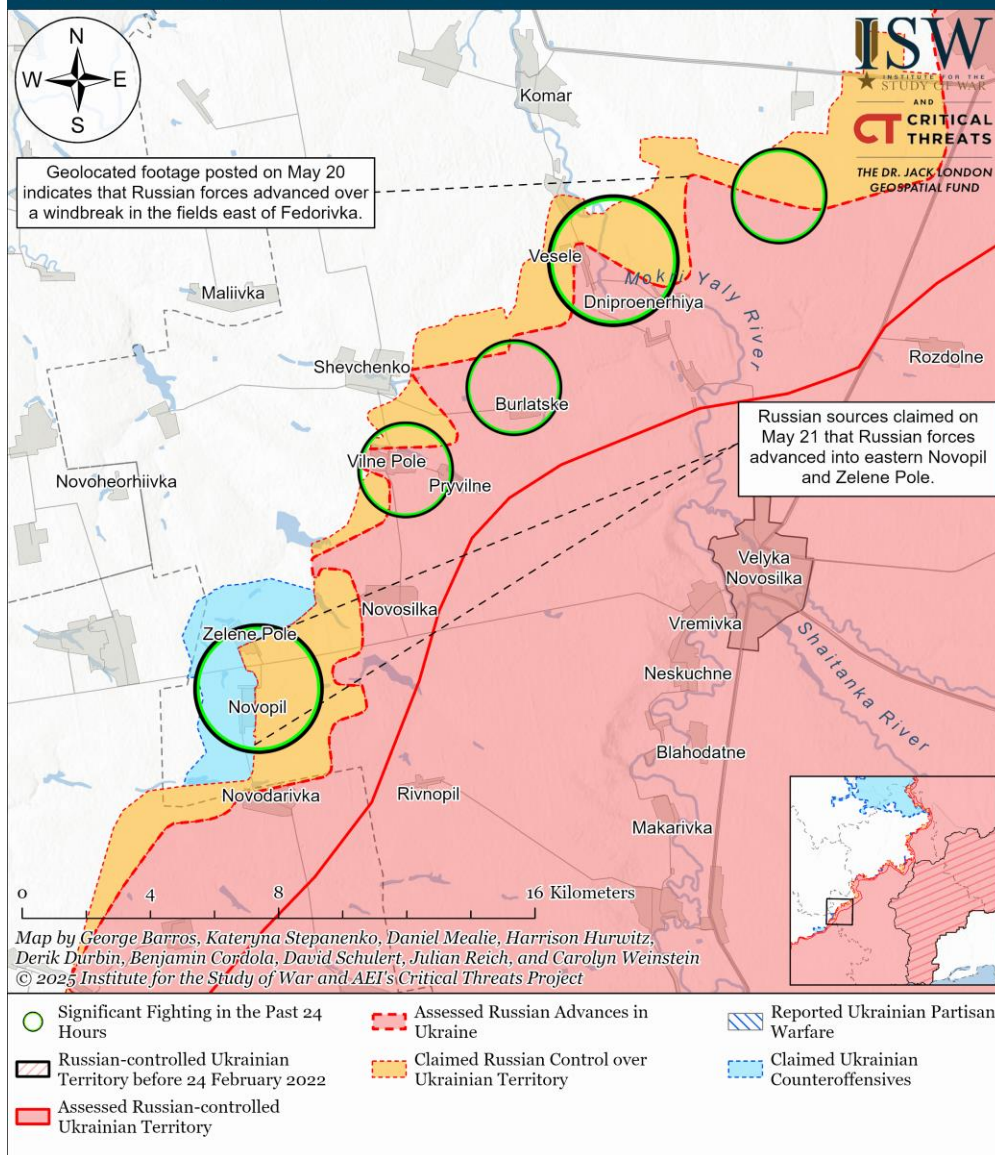 N
W E
S
ISW
INSTITUTE FOR THE
STUDY OF WAR
AND
CT CRITICAL
THREATS
THE DR. JACK LONDON
GEOSPATIAL FUND
Komar
Geolocated footage posted on May 20
indicates that Russian forces advanced over
a windbreak in the fields east of Fedorivka.
Vesele
Mokri Yaly River
Maliivka
Dniproenerhiya
Shevchenko
Rozdolne
Burlatske
Russian sources claimed on
May 21 that Russian forces
advanced into eastern Novopil
and Zelene Pole.
Vilne Pole
Novoheorhiivka
Pryvilne
Velyka
Novosilka
Novosilka
Vremivka
Zelene Pole
Shaitanka River
Neskuchne
Novopil
Blahodatne
Novodarivka
Rivnopil
Makarivka
0 4 8 16 Kilometers
Map by George Barros, Kateryna Stepanenko, Daniel Mealie, Harrison Hurwitz,
Derik Durbin, Benjamin Cordola, David Schulert, Julian Reich, and Carolyn Weinstein
© 2025 Institute for the Study of War and AEI's Critical Threats Project
Significant Fighting in the Past 24
Hours
Russian-controlled Ukrainian
Territory before 24 February 2022
Assessed Russian-controlled
Ukrainian Territory
Assessed Russian Advances in
Ukraine
Claimed Russian Control over
Ukrainian Territory
Reported Ukrainian Partisan
Warfare
Claimed Ukrainian
Counteroffensives